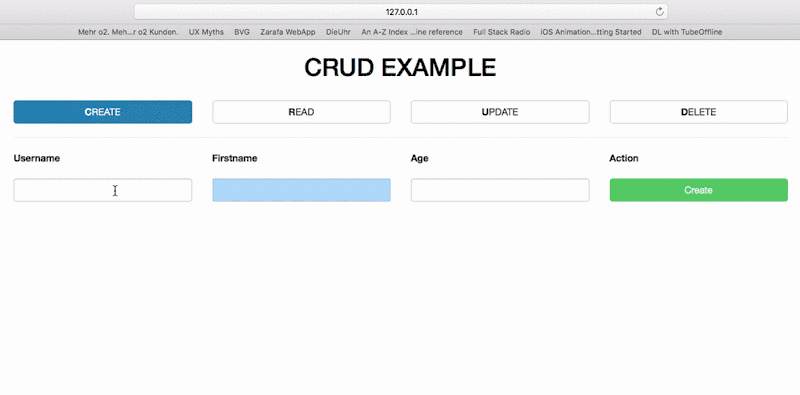 127.0.0.1
Mehr o2. Meh...r o2 Kunden. UX Myths BVG Zarafa WebApp DieUhr An A-Z Index ...ine reference Full Stack Radio iOS Animation...tting Started DL with TubeOffline
CRUD EXAMPLE
CREATE READ UPDATE DELETE
Username Firstname Age Action
Create